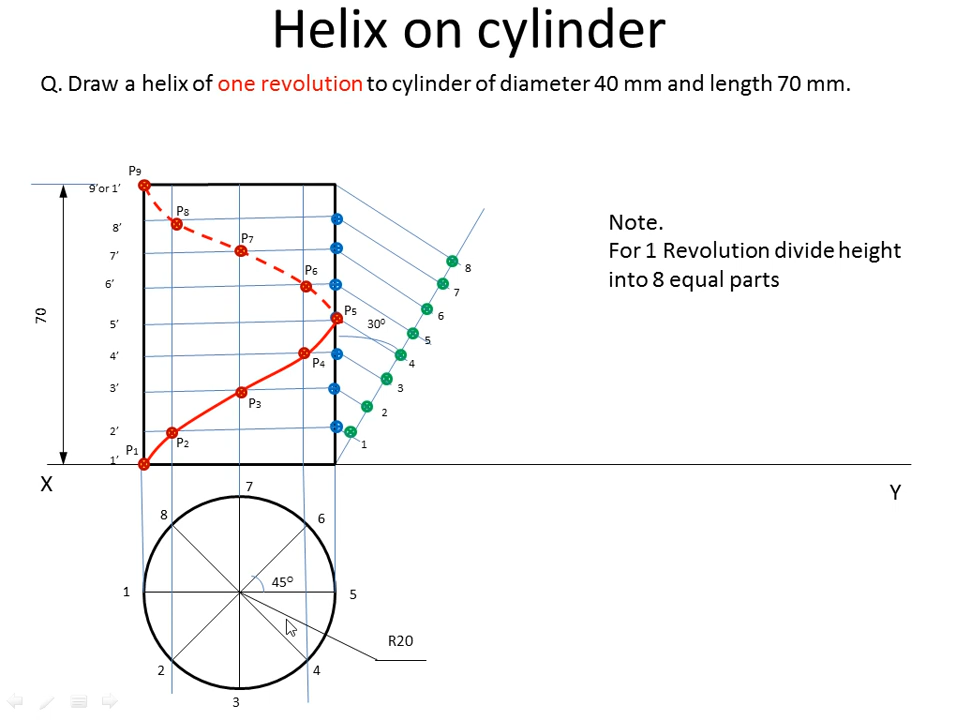 Helix on cylinder
Q. Draw a helix of one revolution to cylinder of diameter 40 mm and length 70 mm.
P9
9’or 1’
P8
8’
P7
7’
8
P6
6’
7
Note.
For 1 Revolution divide height
into 8 equal parts
70
P5
5’
30⁰
6
5
4’
P4
4
3’
P3
3
2’
P2
2
P1
1’
1
X
Y
7
8
6
45⁰
1
5
R20
2
4
3